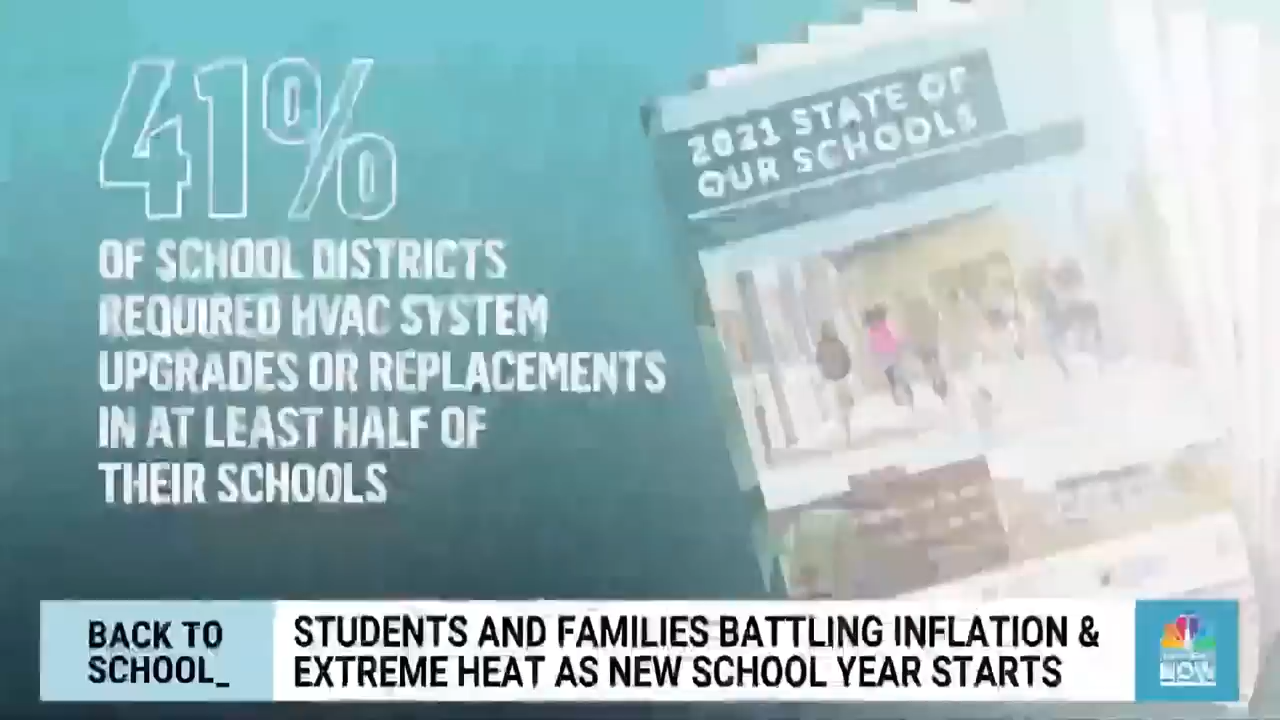 41%
OF SCHOOL DISTRICTS
REQUIRED HVAC SYSTEM
UPGRADES OR REPLACEMENTS
IN AT LEAST HALF OF
THEIR SCHOOLS
2021 STATE OF
OUR SCHOOLS
BACK TO
SCHOOL_
STUDENTS AND FAMILIES BATTLING INFLATION &
EXTREME HEAT AS NEW SCHOOL YEAR STARTS
NOW